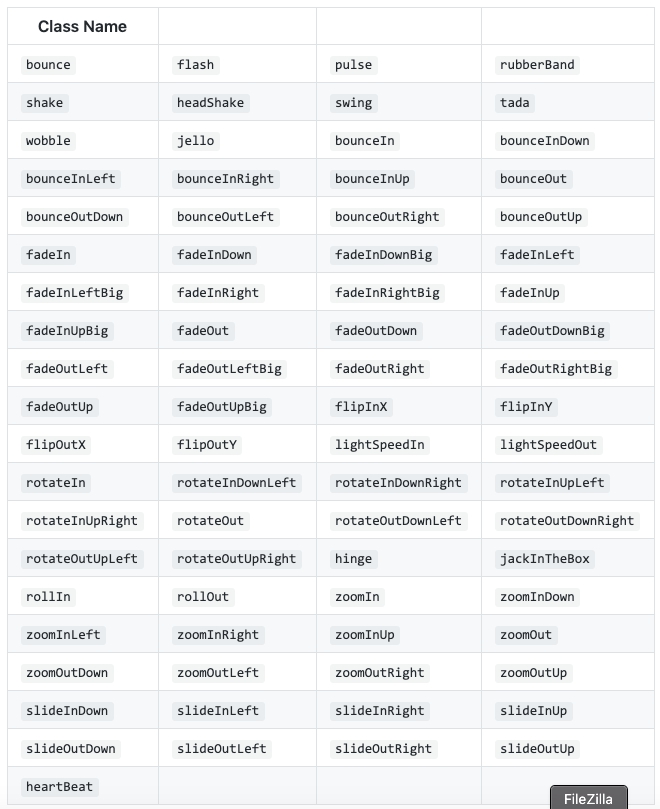 Class Name
bounce flash pulse rubberBand
shake headShake swing tada
wobble jello bounceIn bounceInDown
bounceInLeft bounceInRight bounceInUp bounceOut
bounceOutDown bounceOutLeft bounceOutRight bounceOutUp
fadeIn fadeInDown fadeInDownBig fadeInLeft
fadeInLeftBig fadeInRight fadeInRightBig fadeInUp
fadeInUpBig fadeOut fadeOutDown fadeOutDownBig
fadeOutLeft fadeOutLeftBig fadeOutRight fadeOutRightBig
fadeOutUp fadeOutUpBig flipInX flipInY
flipOutX flipOutY lightSpeedIn lightSpeedOut
rotateIn rotateInDownLeft rotateInDownRight rotateInUpLeft
rotateInUpRight rotateOut rotateOutDownLeft rotateOutDownRight
rotateOutUpLeft rotateOutUpRight hinge jackInTheBox
rollIn rollOut zoomIn zoomInDown
zoomInLeft zoomInRight zoomInUp zoomOut
zoomOutDown zoomOutLeft zoomOutRight zoomOutUp
slideInDown slideInLeft slideInRight slideInUp
slideOutDown slideOutLeft slideOutRight slideOutUp
heartBeat
FileZilla